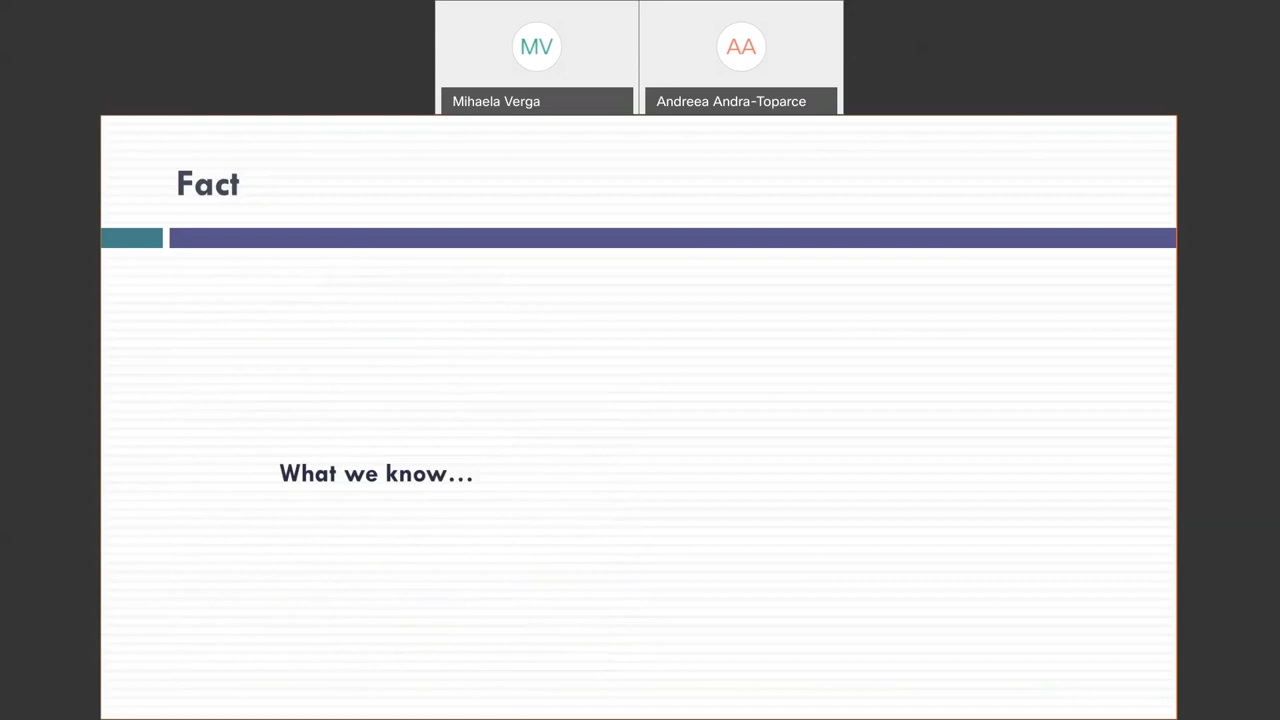 MV
AA
Mihaela Verga
Andreea Andra-Toparce
Fact
What we know...